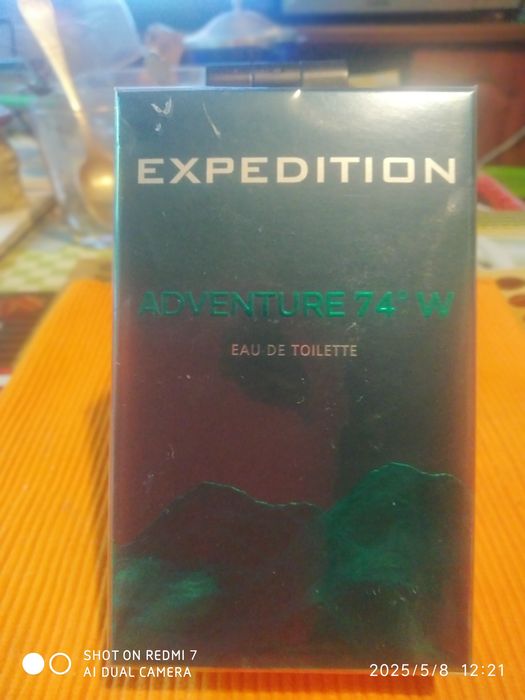 EXPEDITION
ADVENTURE 74° W
EAU DE TOILETTE
SHOT ON REDMI 7
AI DUAL CAMERA
2025/5/8 12:21